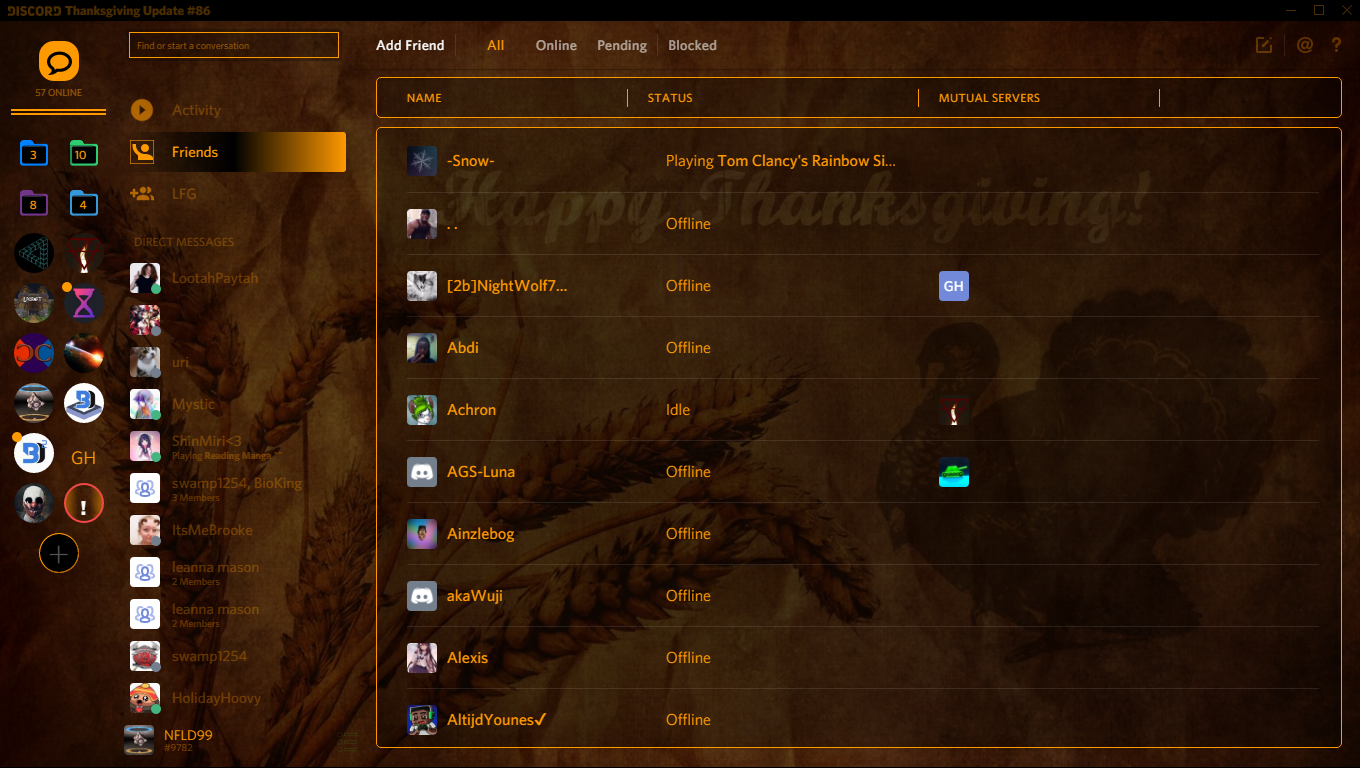 DISCORD Thanksgiving Update #86
57 ONLINE
3
10
8
4
GH
!
Find or start a conversation
Activity
Friends
LFG
DIRECT MESSAGES
LootahPaytah
uri
Mystic
ShinMiri<3
Playing Reading Manga
swamp1254, BioKing
3 Members
ItsMeBrooke
leanna mason
2 Members
leanna mason
2 Members
swamp1254
HolidayHoovy
NFLD99
#9782
Add Friend All Online Pending Blocked @ ?
NAME STATUS MUTUAL SERVERS
Happy Thanksgiving!
-Snow- Playing Tom Clancy's Rainbow Si...
. . Offline
[2b]NightWolf7... Offline GH
Abdi Offline
Achron Idle
AGS-Luna Offline
Ainzlebog Offline
akaWuji Offline
Alexis Offline
AltijdYounes✓ Offline